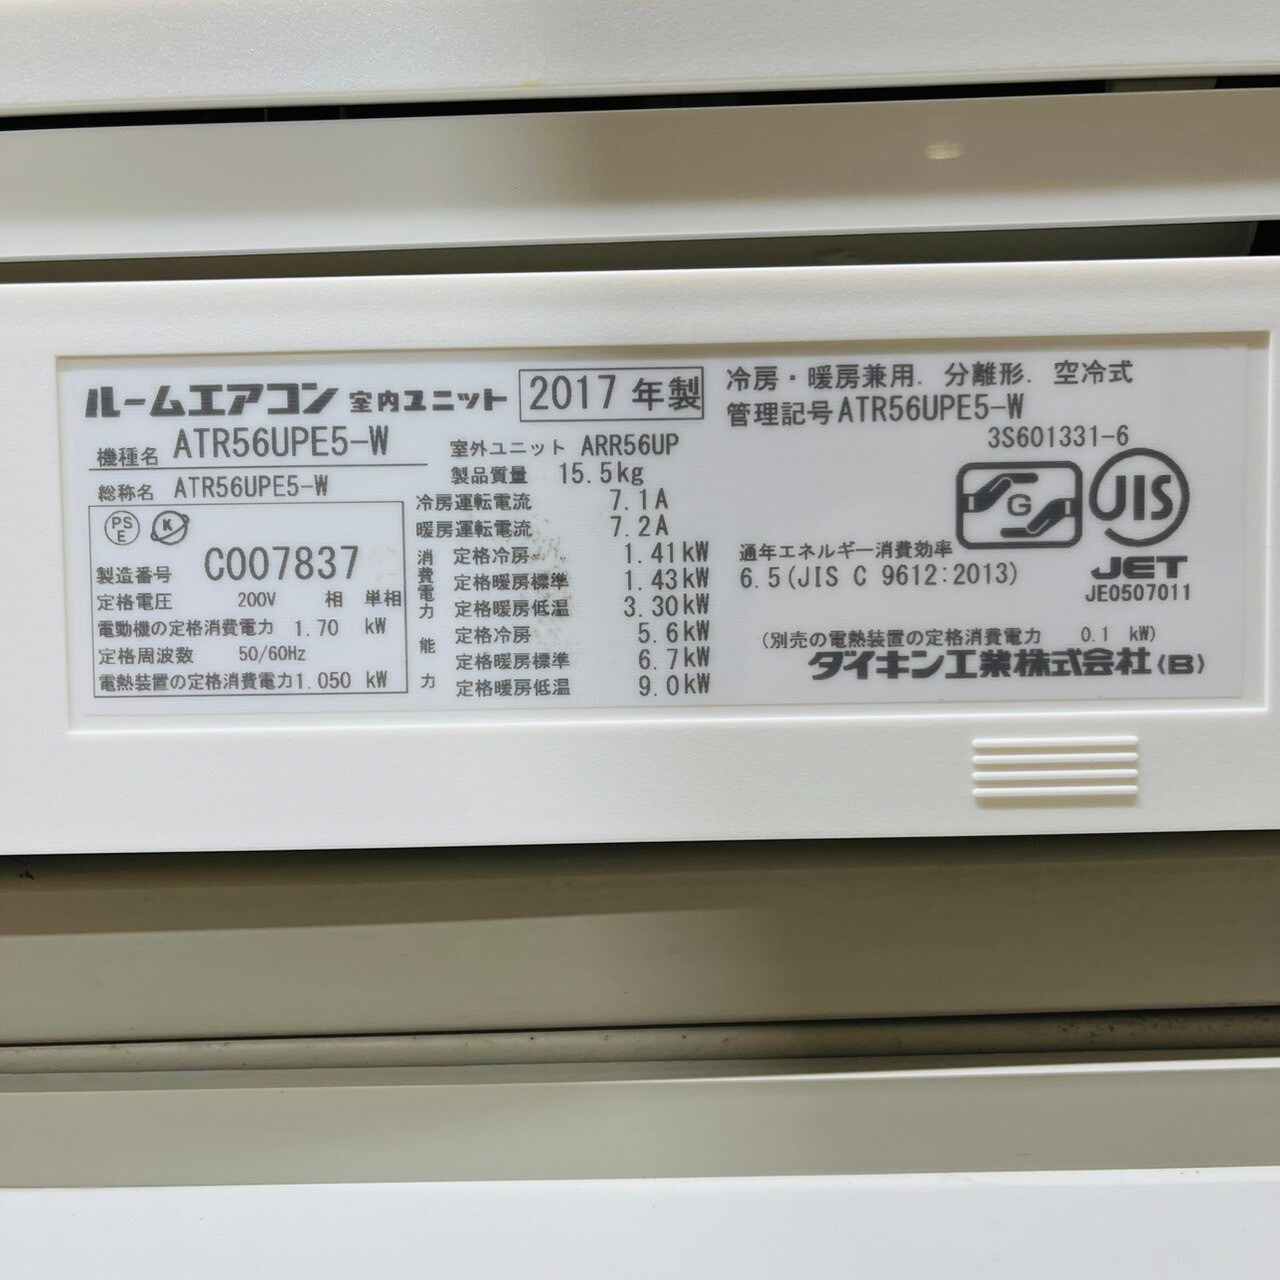 ルームエアコン 室内ユニット 2017 年製
機種名 ATR56UPE5-W
総称名 ATR56UPE5-W
PS
E
K
製造番号 C007837
定格電圧 200V 相 単相
電動機の定格消費電力 1.70 kW
定格周波数 50/60Hz
電熱装置の定格消費電力1.050 kW
室外ユニット ARR56UP
製品質量 15.5kg
冷房運転電流 7.1A
暖房運転電流 7.2A
消費電力
定格冷房 1.41kW
定格暖房標準 1.43kW
定格暖房低温 3.30kW
能力
定格冷房 5.6kW
定格暖房標準 6.7kW
定格暖房低温 9.0kW
冷房・暖房兼用. 分離形. 空冷式
管理記号ATR56UPE5-W
3S601331-6
G
JIS
JET
JE0507011
通年エネルギー消費効率
6.5(JIS C 9612:2013)
(別売の電熱装置の定格消費電力 0.1 kW)
ダイキン工業株式会社(B)